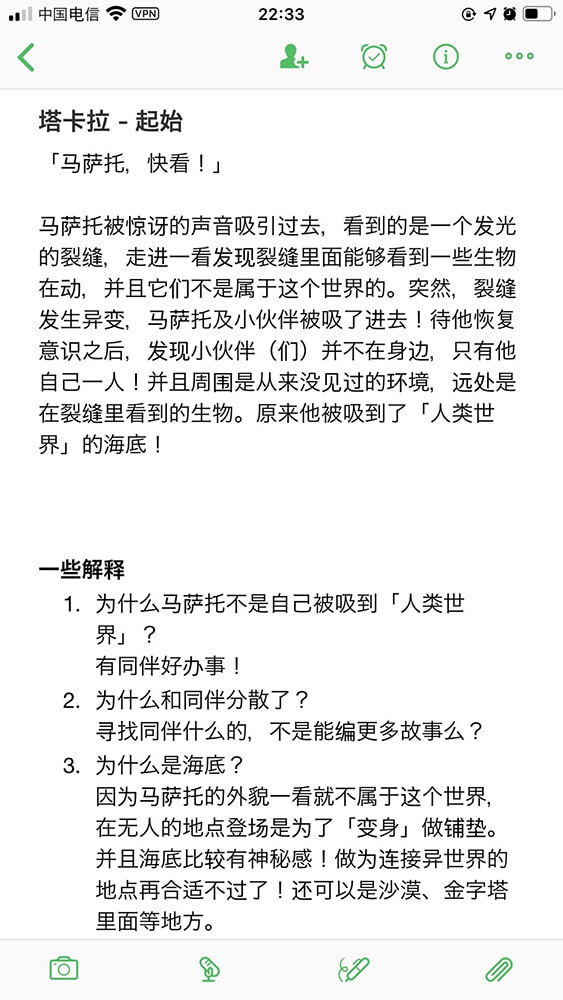 中国电信 VPN 22:33
塔卡拉 - 起始
「马萨托，快看！」
马萨托被惊讶的声音吸引过去，看到的是一个发光
的裂缝，走进一看发现裂缝里面能够看到一些生物
在动，并且它们不是属于这个世界的。突然，裂缝
发生异变，马萨托及小伙伴被吸了进去！待他恢复
意识之后，发现小伙伴（们）并不在身边，只有他
自己一人！并且周围是从来没见过的环境，远处是
在裂缝里看到的生物。原来他被吸到了「人类世
界」的海底！
一些解释
1. 为什么马萨托不是自己被吸到「人类世
界」？
有同伴好办事！
2. 为什么和同伴分散了？
寻找同伴什么的，不是能编更多故事么？
3. 为什么是海底？
因为马萨托的外貌一看就不属于这个世界，
在无人的地点登场是为了「变身」做铺垫。
并且海底比较有神秘感！做为连接异世界的
地点再合适不过了！还可以是沙漠、金字塔
里面等地方。